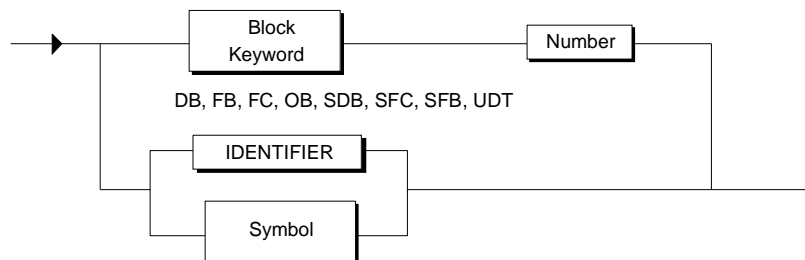 Block
Keyword
Number
DB, FB, FC, OB, SDB, SFC, SFB, UDT
IDENTIFIER
Symbol